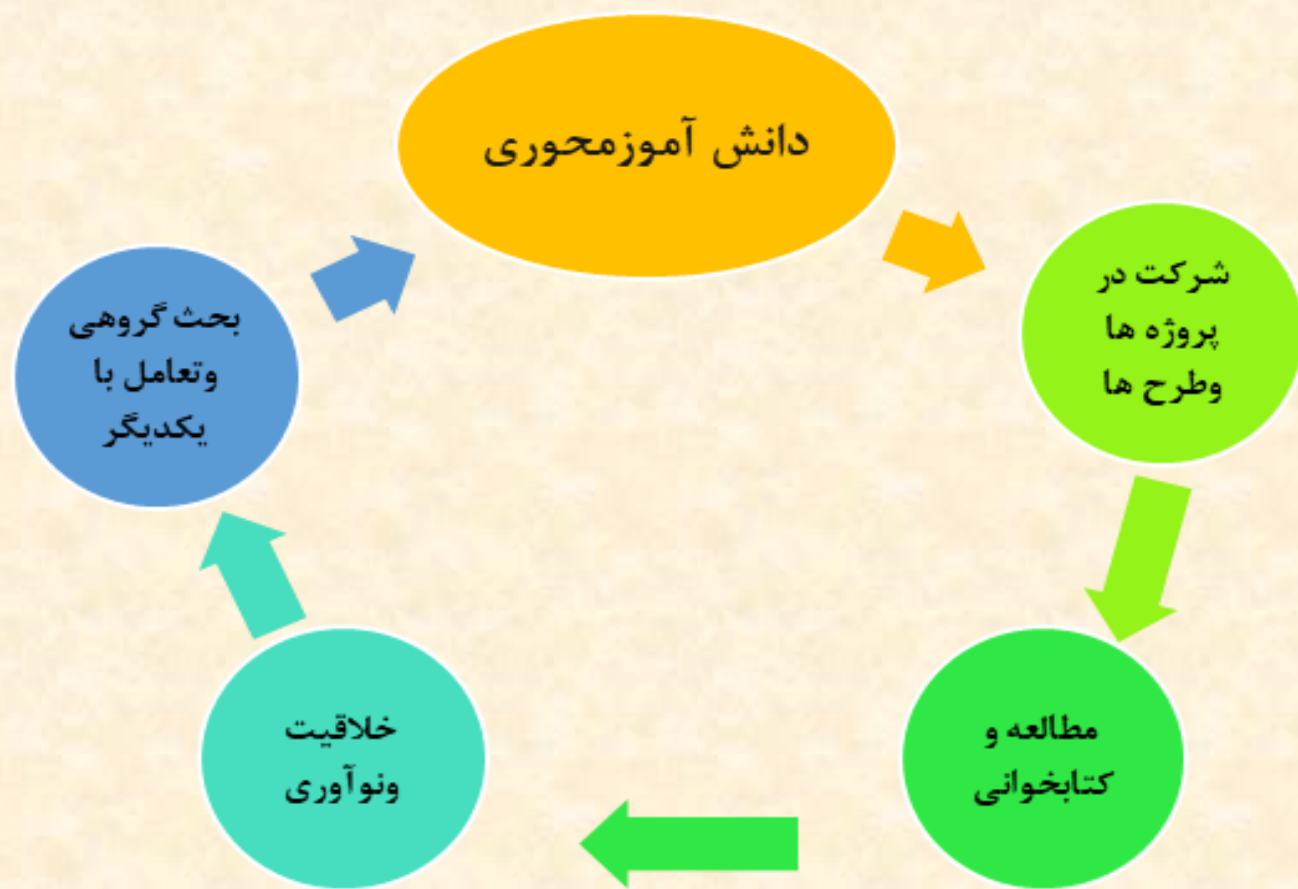 دانش آموزمحوری
شرکت در
پروژه ها
وطرح ها
مطالعه و
کتابخوانی
خلاقیت
ونوآوری
بحث گروهی
وتعامل با
یکدیگر